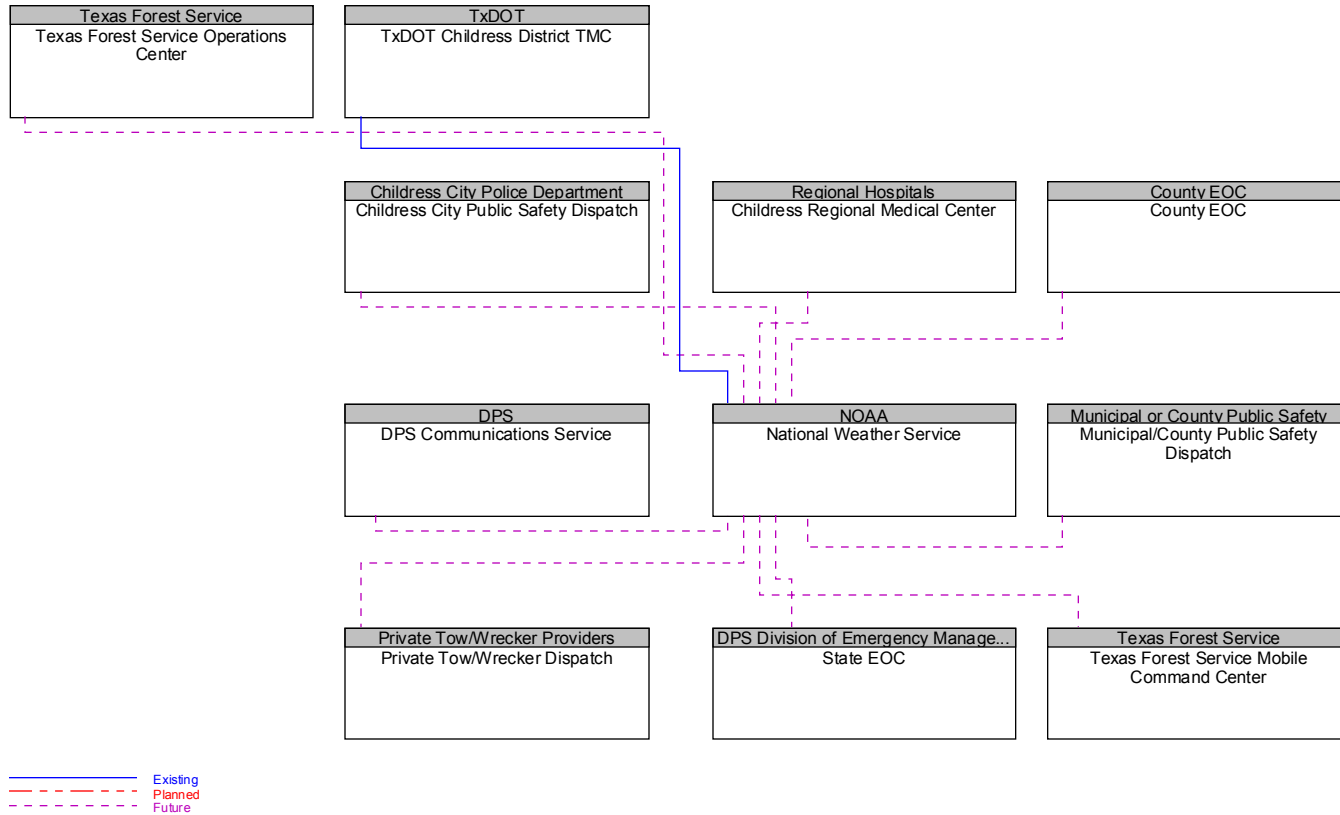 Texas Forest Service
Texas Forest Service Operations
Center
TxDOT
TxDOT Childress District TMC
Childress City Police Department
Childress City Public Safety Dispatch
Regional Hospitals
Childress Regional Medical Center
County EOC
County EOC
DPS
DPS Communications Service
NOAA
National Weather Service
Municipal or County Public Safety
Municipal/County Public Safety
Dispatch
Private Tow/Wrecker Providers
Private Tow/Wrecker Dispatch
DPS Division of Emergency Manage...
State EOC
Texas Forest Service
Texas Forest Service Mobile
Command Center
Existing
Planned
Future